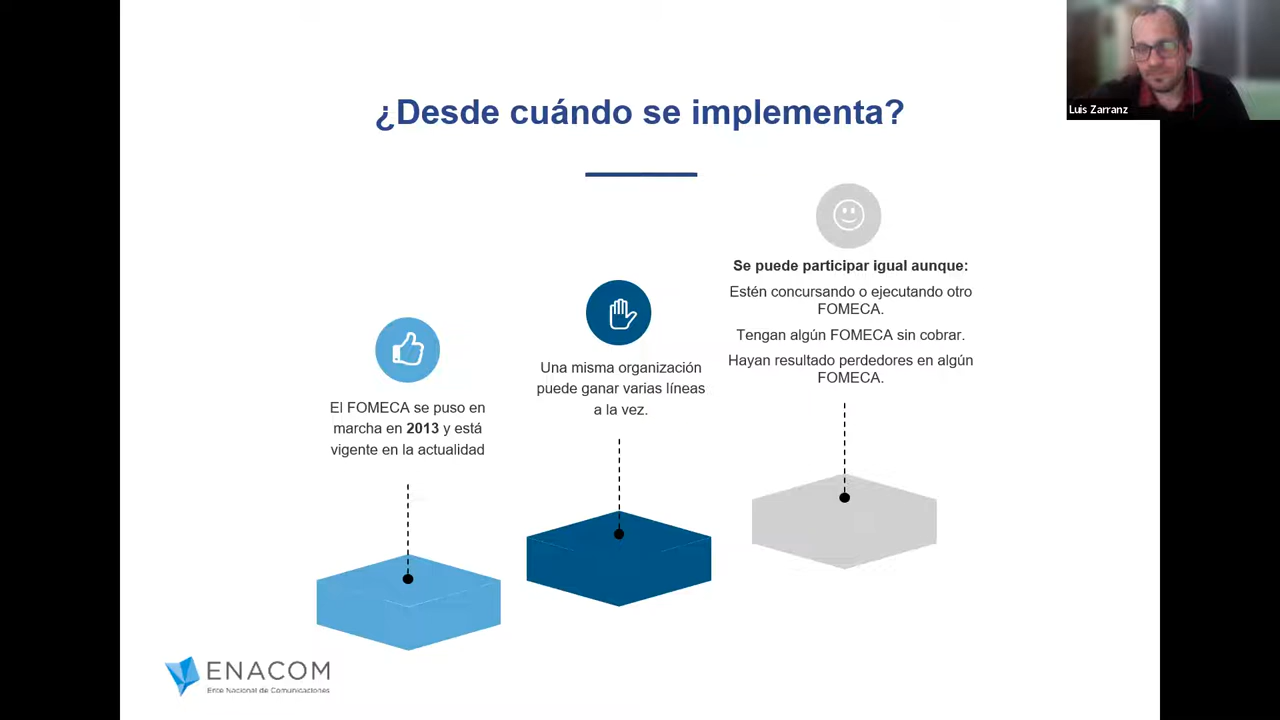 ¿Desde cuándo se implementa?
Luis Zarranz
Se puede participar igual aunque:
Estén concursando o ejecutando otro
FOMECA.
Tengan algún FOMECA sin cobrar.
Hayan resultado perdedores en algún
FOMECA.
Una misma organización
puede ganar varias líneas
a la vez.
El FOMECA se puso en
marcha en 2013 y está
vigente en la actualidad
ENACOM
Ente Nacional de Comunicaciones